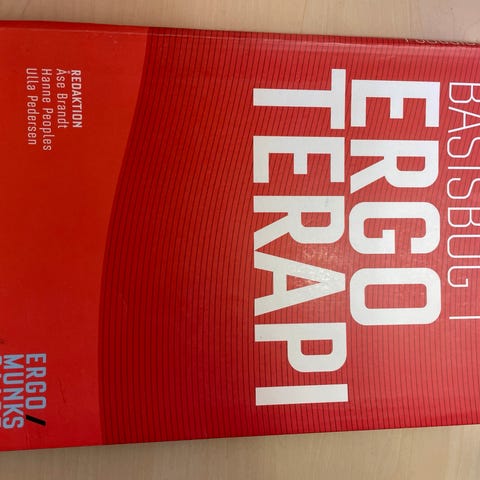 BASISBOG I
ERGO
TERAPI
REDAKTION
Åse Brandt
Hanne Peoples
Ulla Pedersen
ERGO/
MUNKS